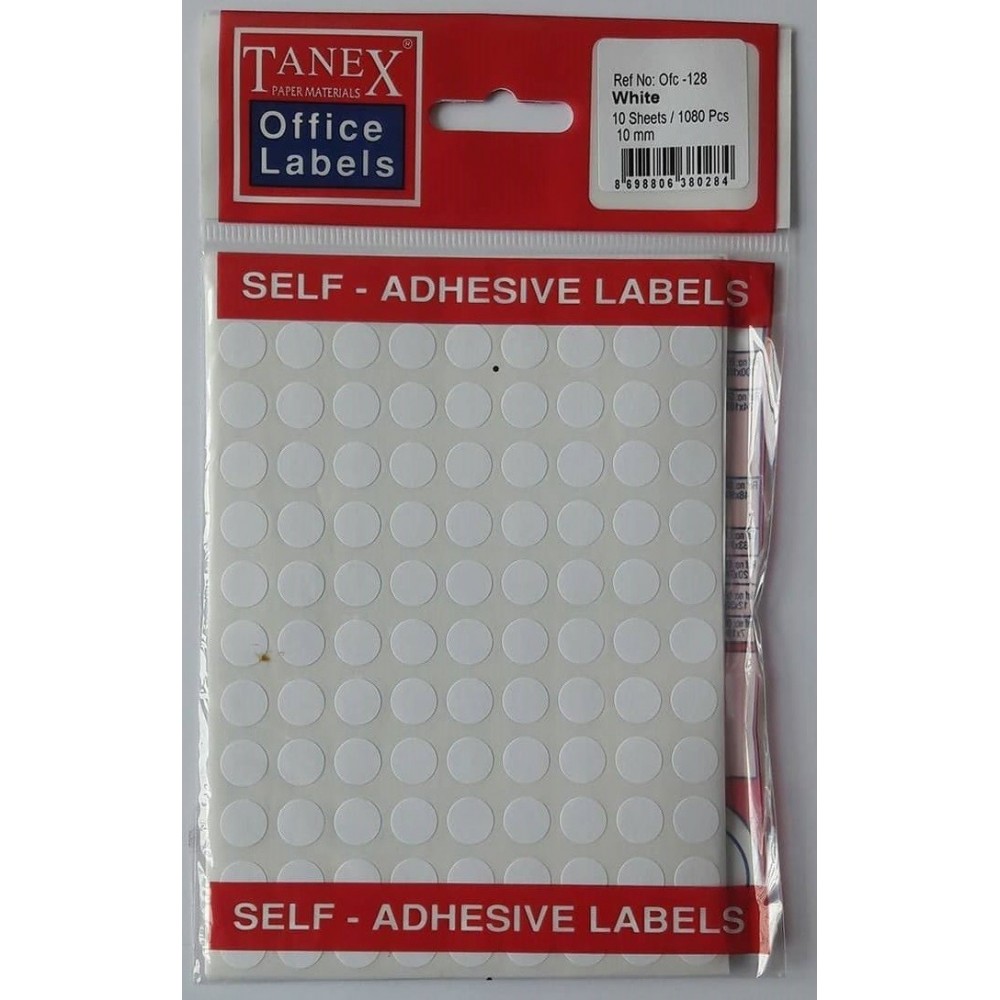 TANEX®
PAPER MATERIALS
Office
Labels
Ref No: Ofc -128
White
10 Sheets / 1080 Pcs
10 mm
8 698806 380284
SELF - ADHESIVE LABELS
SELF - ADHESIVE LABELS